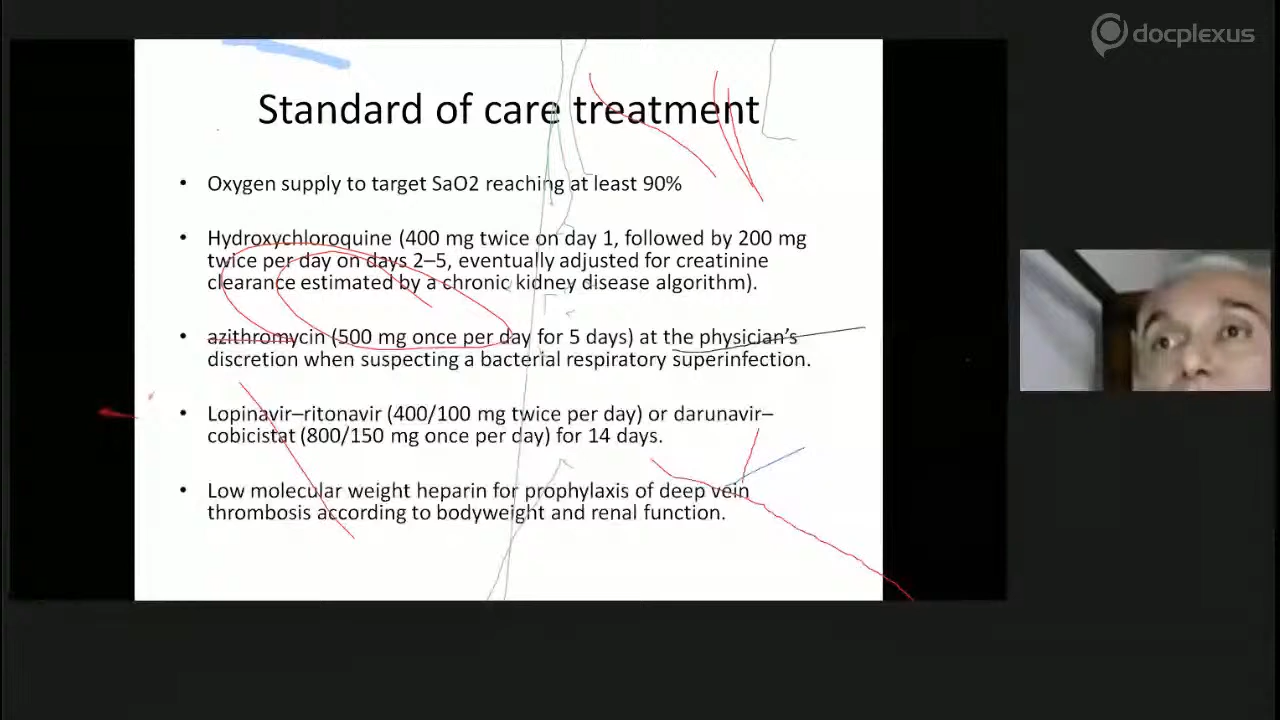 docplexus
Standard of care treatment
• Oxygen supply to target SaO2 reaching at least 90%
• Hydroxychloroquine (400 mg twice on day 1, followed by 200 mg
twice per day on days 2–5, eventually adjusted for creatinine
clearance estimated by a chronic kidney disease algorithm).
• azithromycin (500 mg once per day for 5 days) at the physician's
discretion when suspecting a bacterial respiratory superinfection.
• Lopinavir–ritonavir (400/100 mg twice per day) or darunavir–
cobicistat (800/150 mg once per day) for 14 days.
• Low molecular weight heparin for prophylaxis of deep vein
thrombosis according to bodyweight and renal function.